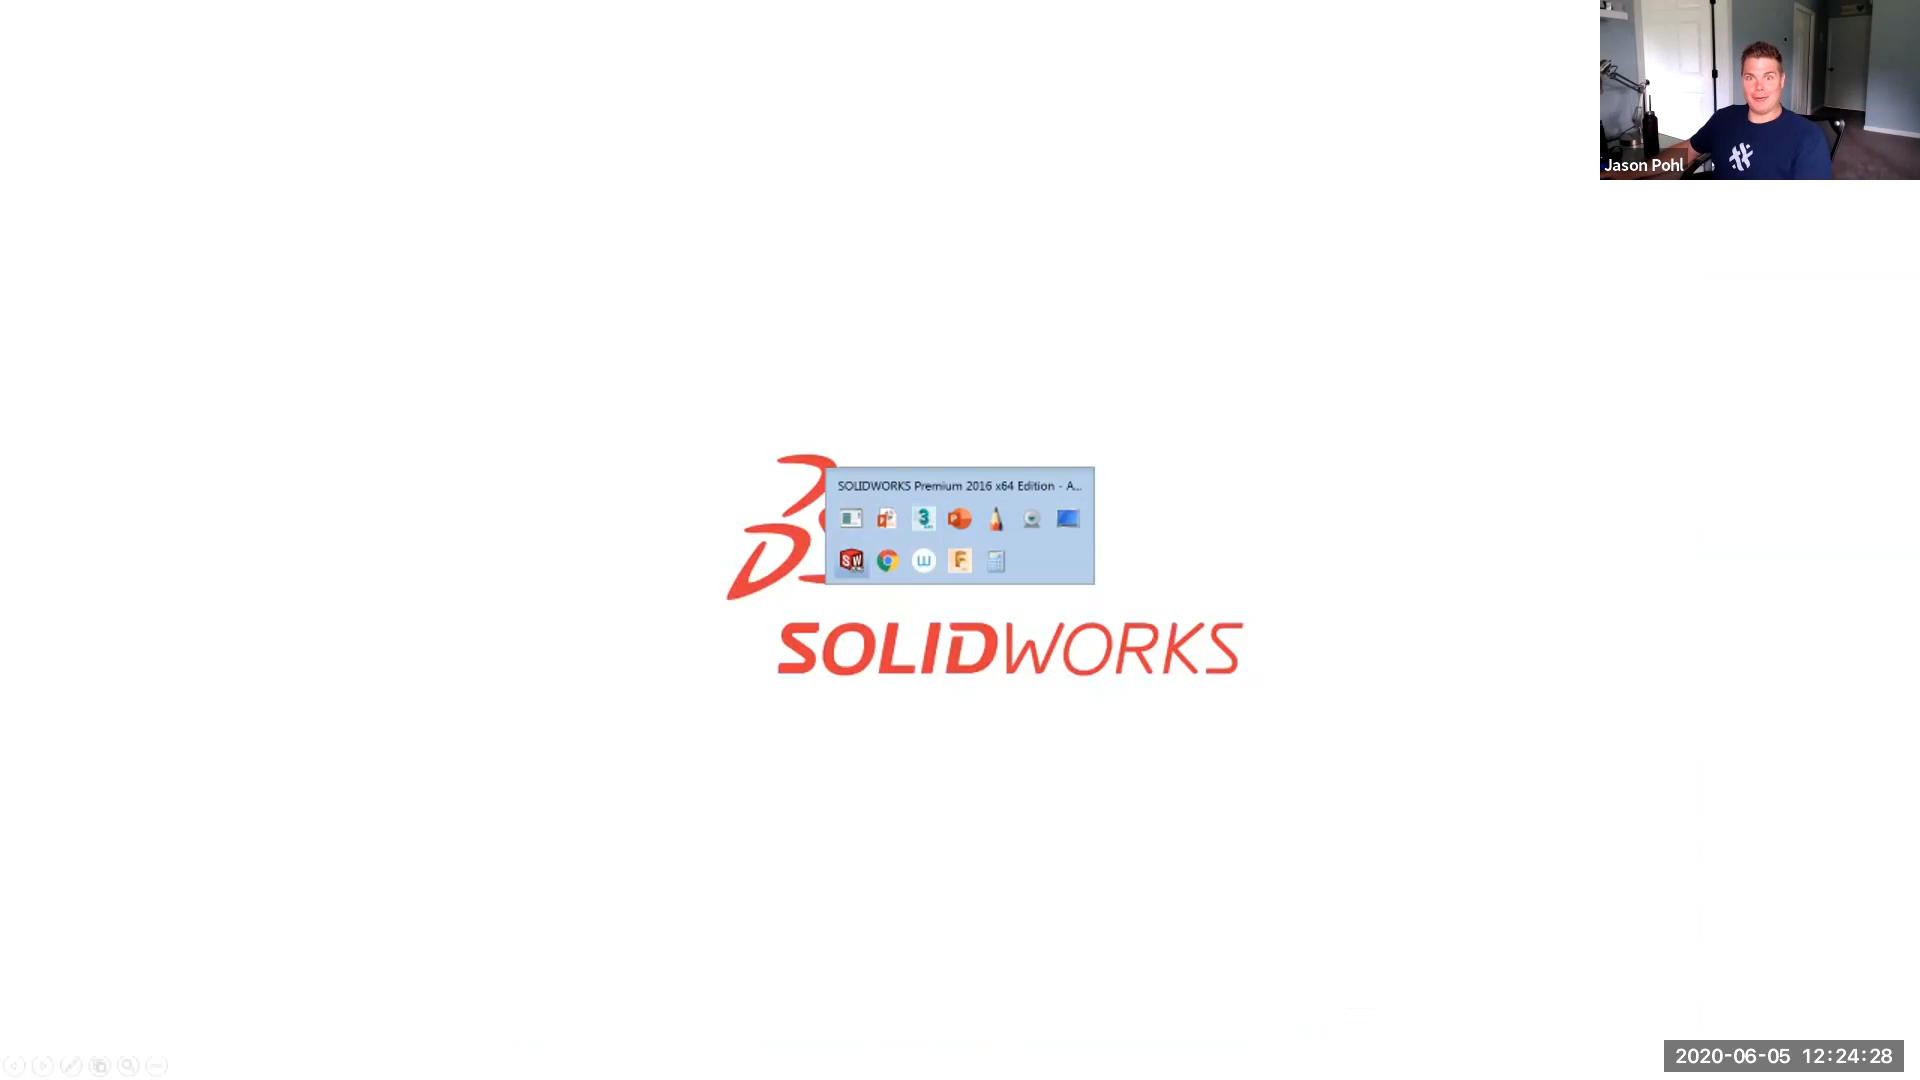 Jason Pohl
SOLIDWORKS Premium 2016 x64 Edition - A...
SOLIDWORKS
2020-06-05 12:24:28